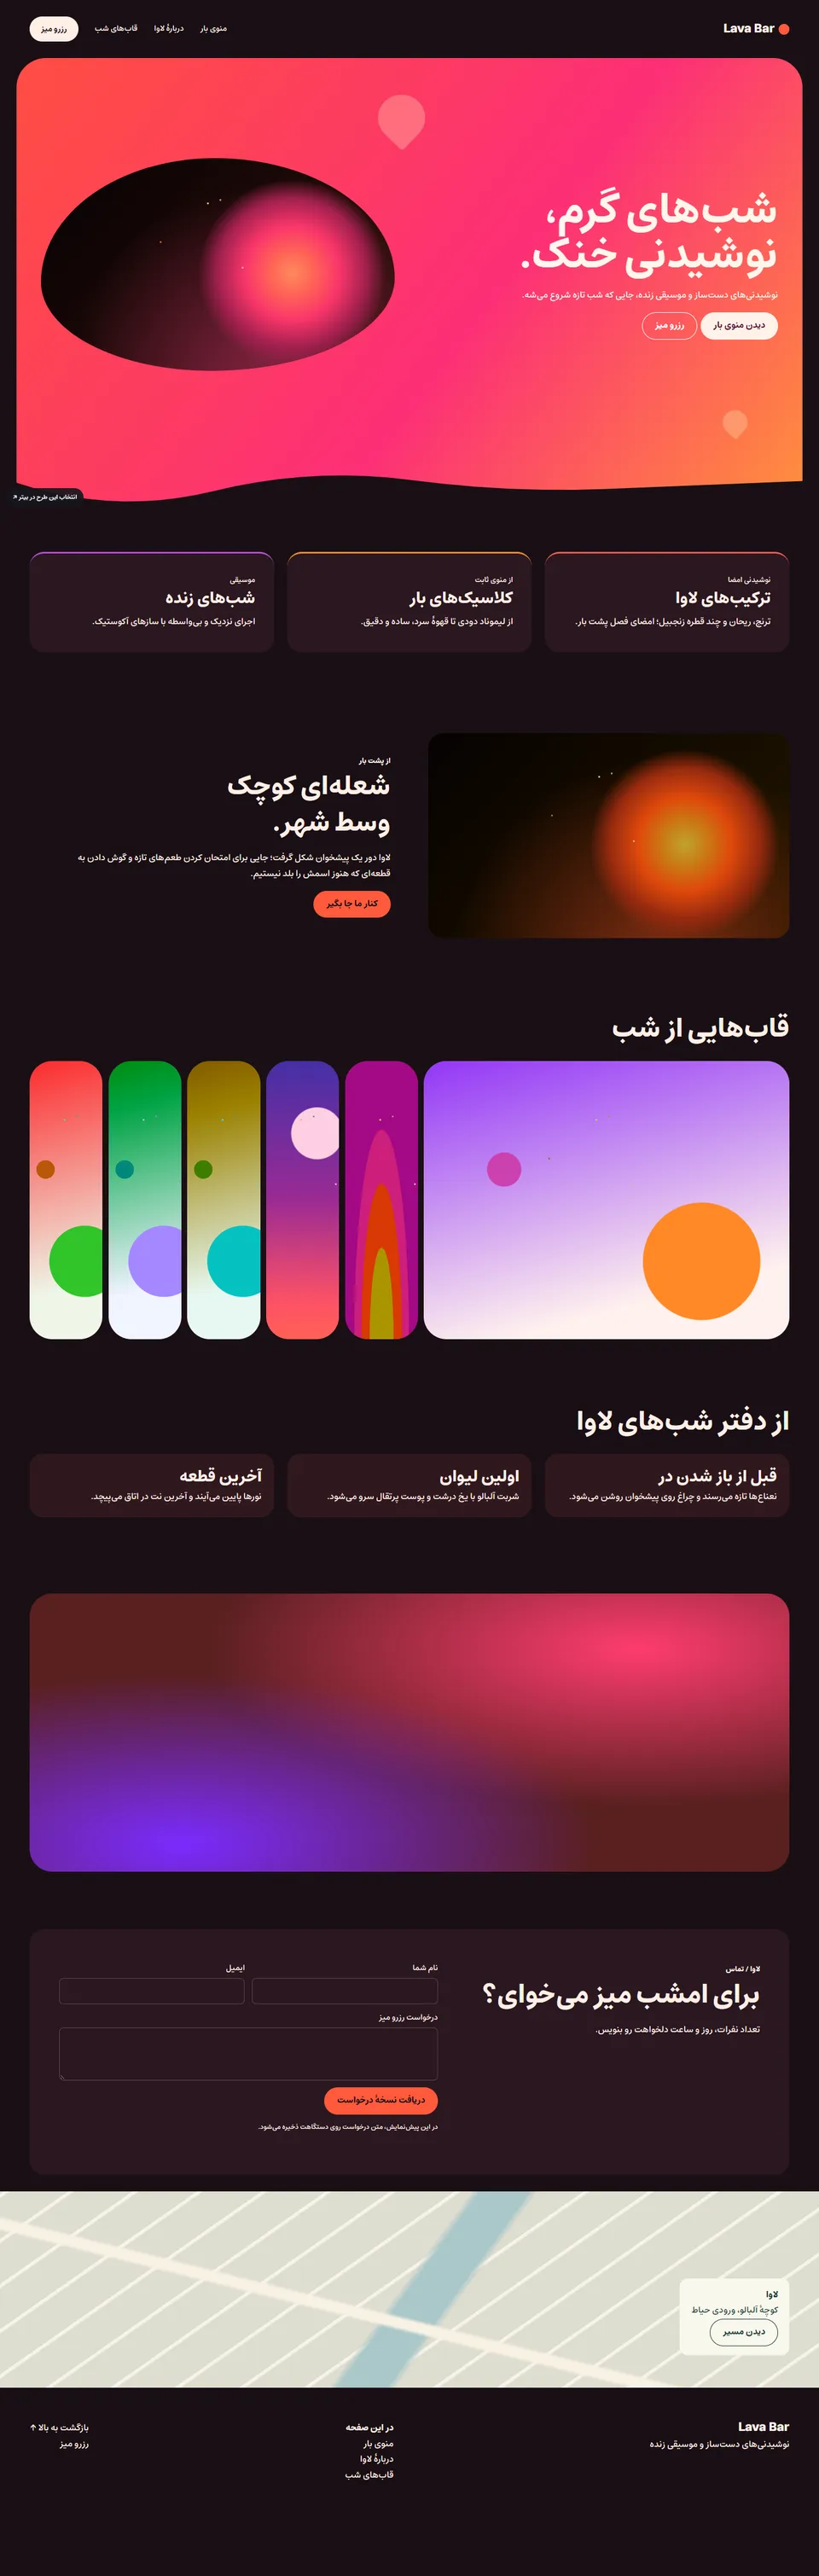 Lava Bar
منوی بار
دربارهٔ لاوا
قاب‌های شب
رزرو میز
شب‌های گرم،
نوشیدنی خنک.
نوشیدنی‌های دست‌ساز و موسیقی زنده، جایی که شب تازه شروع می‌شه.
دیدن منوی بار
رزرو میز
انتخاب این طرح در بیتر ↗
نوشیدنی امضا
ترکیب‌های لاوا
ترنج، ریحان و چند قطره زنجبیل؛ امضای فصل پشت بار.
از منوی ثابت
کلاسیک‌های بار
از لیموناد دودی تا قهوهٔ سرد، ساده و دقیق.
موسیقی
شب‌های زنده
اجرای نزدیک و بی‌واسطه با سازهای آکوستیک.
از پشت بار
شعله‌ای کوچک
وسط شهر.
لاوا دور یک پیشخوان شکل گرفت؛ جایی برای امتحان کردن طعم‌های تازه و گوش دادن به
قطعه‌ای که هنوز اسمش را بلد نیستیم.
کنار ما جا بگیر
قاب‌هایی از شب
از دفتر شب‌های لاوا
قبل از باز شدن در
نعناع‌ها تازه می‌رسند و چراغ روی پیشخوان روشن می‌شود.
اولین لیوان
شربت آلبالو با یخ درشت و پوست پرتقال سرو می‌شود.
آخرین قطعه
نورها پایین می‌آیند و آخرین نت در اتاق می‌پیچد.
لاوا / تماس
برای امشب میز می‌خوای؟
تعداد نفرات، روز و ساعت دلخواهت رو بنویس.
نام شما
ایمیل
درخواست رزرو میز
دریافت نسخهٔ درخواست
در این پیش‌نمایش، متن درخواست روی دستگاهت ذخیره می‌شود.
لاوا
کوچهٔ آلبالو، ورودی حیاط
دیدن مسیر
Lava Bar
نوشیدنی‌های دست‌ساز و موسیقی زنده
در این صفحه
منوی بار
دربارهٔ لاوا
قاب‌های شب
بازگشت به بالا ↑
رزرو میز